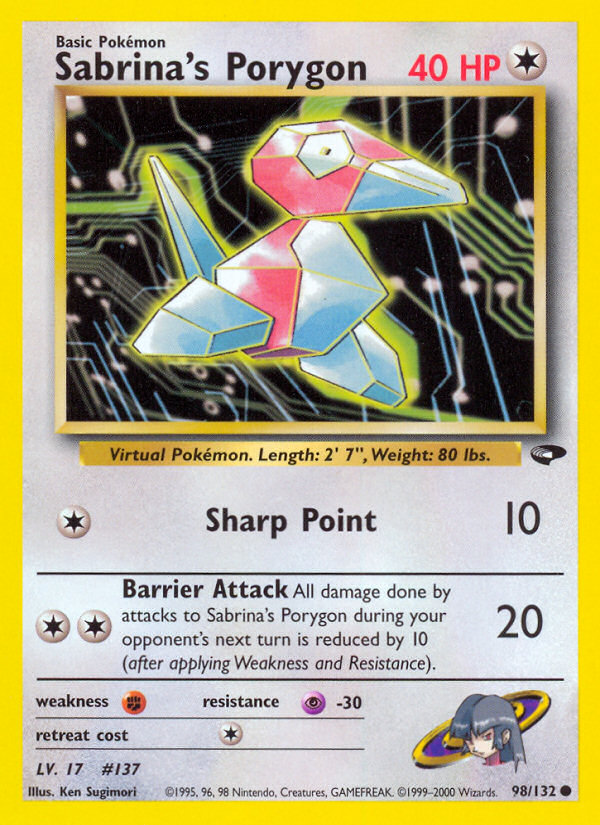 Basic Pokémon
Sabrina's Porygon 40 HP
Virtual Pokémon. Length: 2' 7", Weight: 80 lbs.
Sharp Point 10
Barrier Attack All damage done by
attacks to Sabrina's Porygon during your
opponent's next turn is reduced by 10
(after applying Weakness and Resistance).
20
weakness resistance -30
retreat cost
LV. 17 #137
Illus. Ken Sugimori ©1995, 96, 98 Nintendo, Creatures, GAMEFREAK. ©1999-2000 Wizards. 98/132